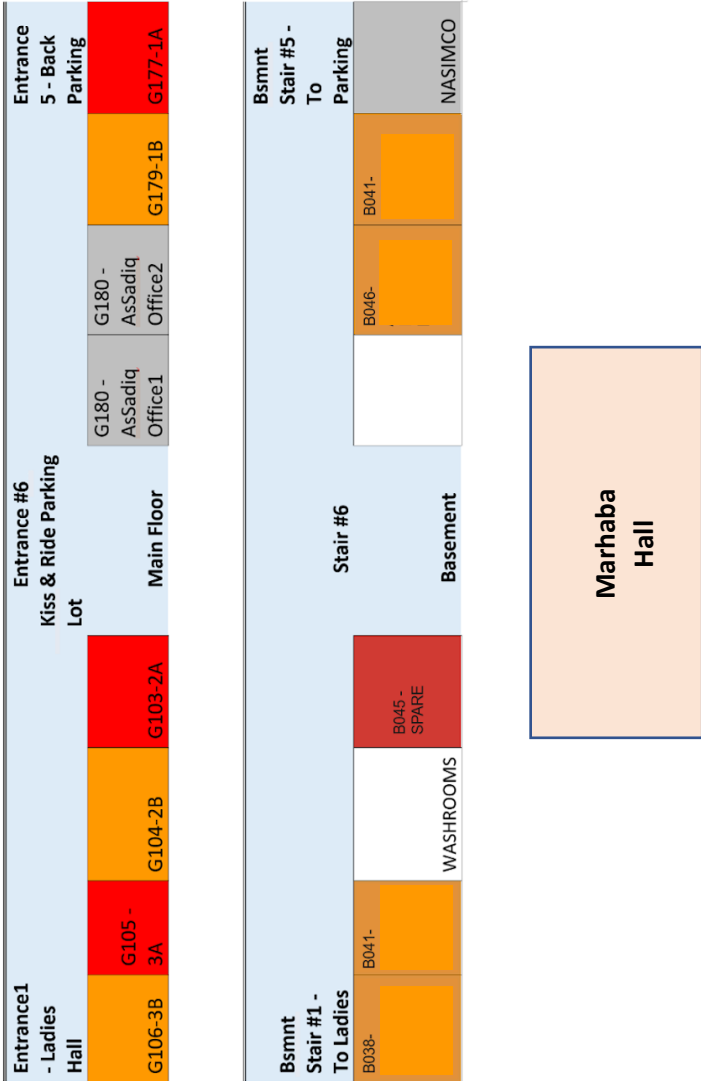 Entrance1
- Ladies
Hall
Entrance #6
Kiss & Ride Parking
Lot
Entrance
5 - Back
Parking
G106-3B
G105 -
3A
G104-2B
G103-2A
Main Floor
G180 -
AsSadiq
Office1
G180 -
AsSadiq
Office2
G179-1B
G177-1A
Bsmnt
Stair #1 -
To Ladies
Stair #6
Bsmnt
Stair #5 -
To
Parking
B038-
B041-
WASHROOMS
B045 -
SPARE
Basement
B046-
B041-
NASIMCO
Marhaba
Hall